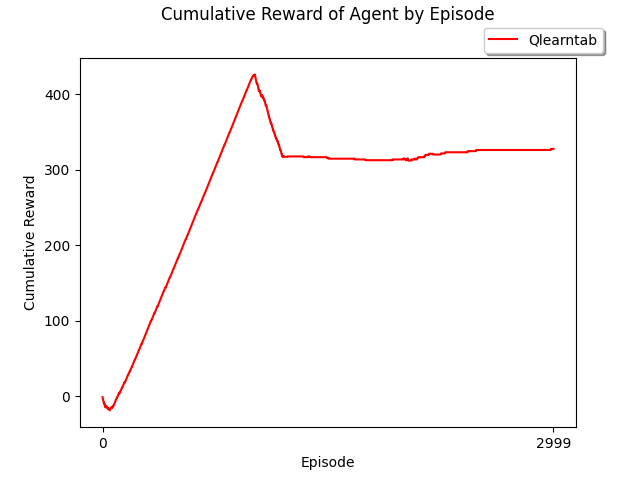 Cumulative Reward of Agent by Episode
Qlearntab
400
300
200
100
0
Cumulative Reward
0
2999
Episode